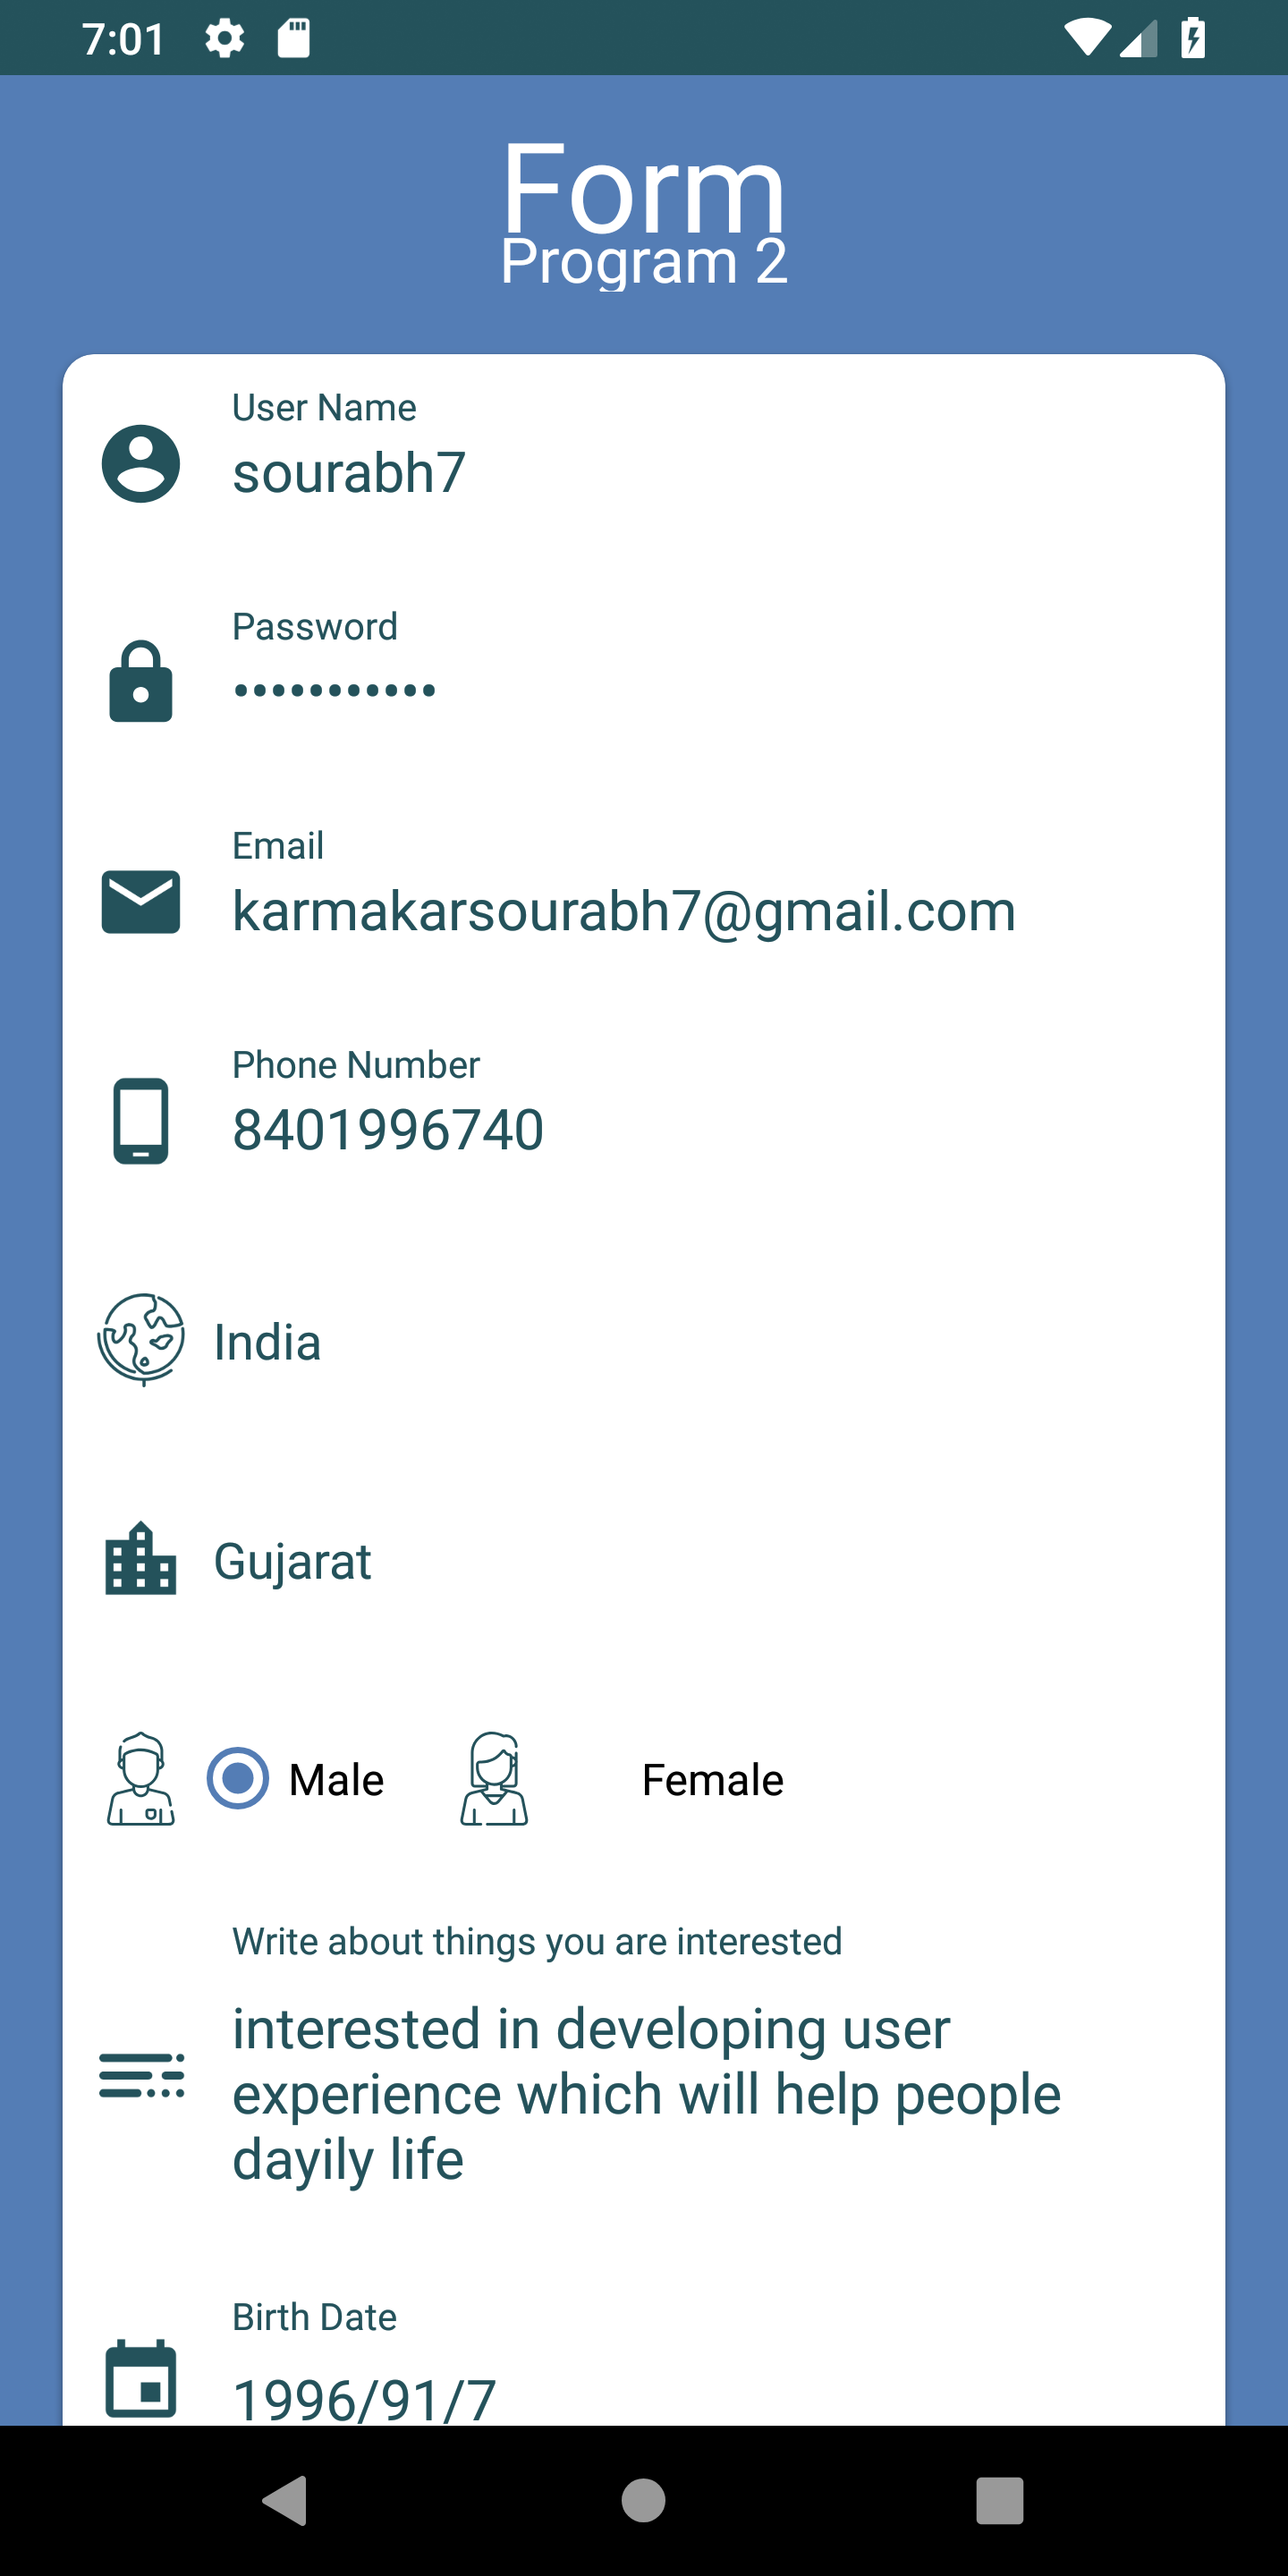 7:01
Form
Program 2
User Name
sourabh7
Password
•••••••••••
Email
karmakarsourabh7@gmail.com
Phone Number
8401996740
India
Gujarat
Male Female
Write about things you are interested
interested in developing user
experience which will help people
dayily life
Birth Date
1996/91/7